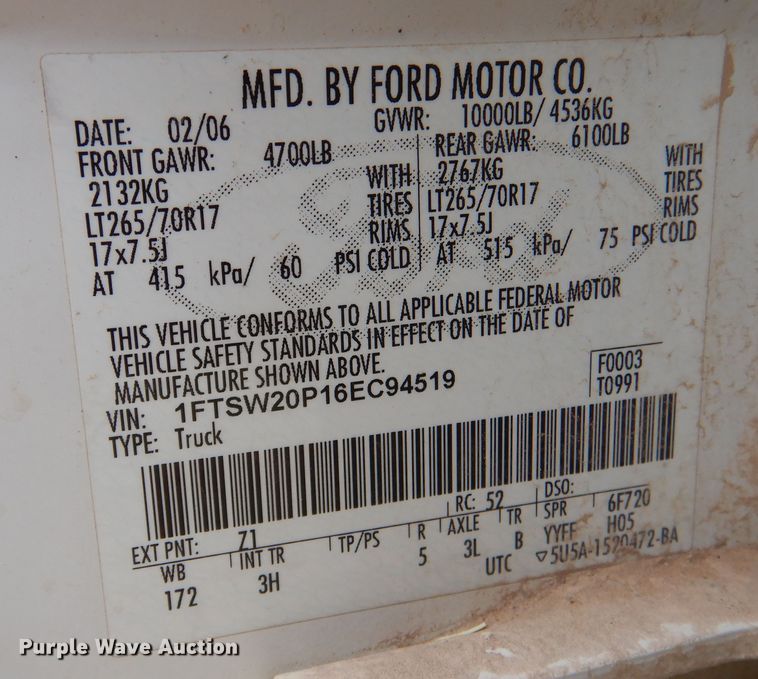 MFD. BY FORD MOTOR CO.
DATE: 02/06 GVWR: 10000LB/ 4536KG
FRONT GAWR: 4700LB REAR GAWR: 6100LB
2132KG WITH 2767KG WITH
LT265/70R17 TIRES LT265/70R17 TIRES
17x7.5J RIMS 17x7.5J RIMS
AT 415 kPa/ 60 PSI COLD AT 515 kPa/ 75 PSI COLD
Ford
THIS VEHICLE CONFORMS TO ALL APPLICABLE FEDERAL MOTOR
VEHICLE SAFETY STANDARDS IN EFFECT ON THE DATE OF
MANUFACTURE SHOWN ABOVE.
VIN: 1FTSW20P16EC94519 F0003
TYPE: Truck T0991
EXT PNT: Z1 RC: 52 DSO:
WB INT TR TP/PS R AXLE TR SPR 6F720
172 3H 5 3L B YYFF H05
UTC ▽5U5A-1520472-BA
Purple Wave Auction